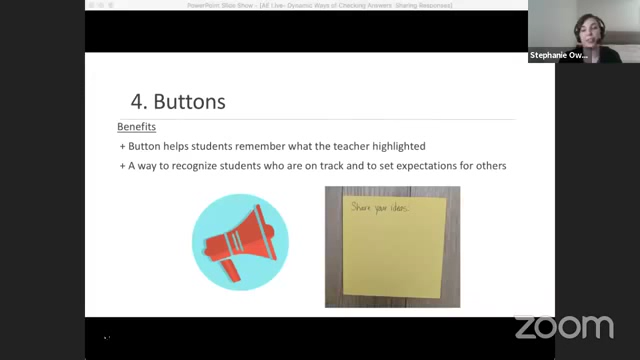 PowerPoint Slide Show - [AE Live- Dynamic Ways of Checking Answers Sharing Responses]
Stephanie Ow...
4. Buttons
Benefits
+ Button helps students remember what the teacher highlighted
+ A way to recognize students who are on track and to set expectations for others
Share your ideas:
zoom